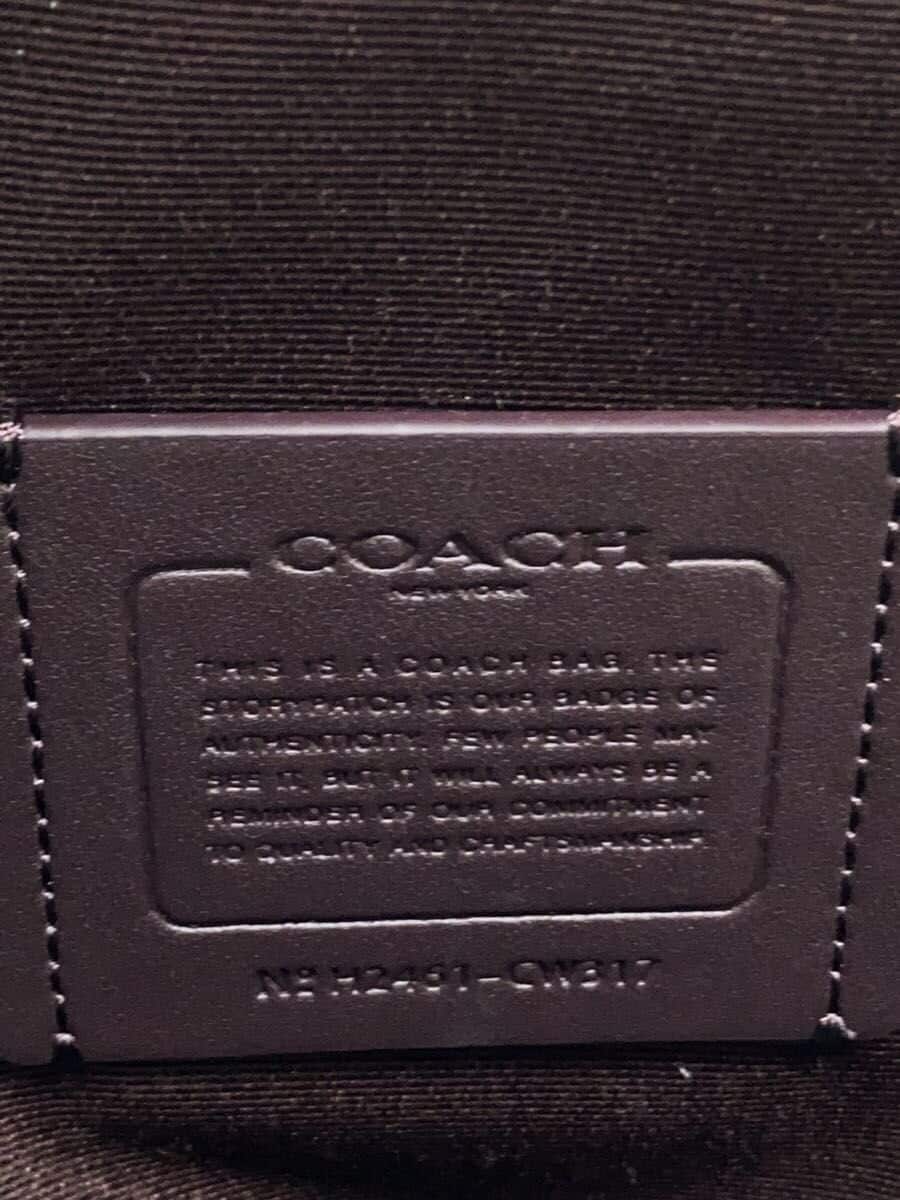 COACH
NEW YORK
THIS IS A COACH BAG. THE
STORYPATCH IS OUR BADGE OF
AUTHENTICITY. FEW PEOPLE MAY
SEE IT, BUT IT WILL ALWAYS BE A
REMINDER OF OUR COMMITMENT
TO QUALITY AND CRAFTSMANSHIP.
Nº H2461-CW317